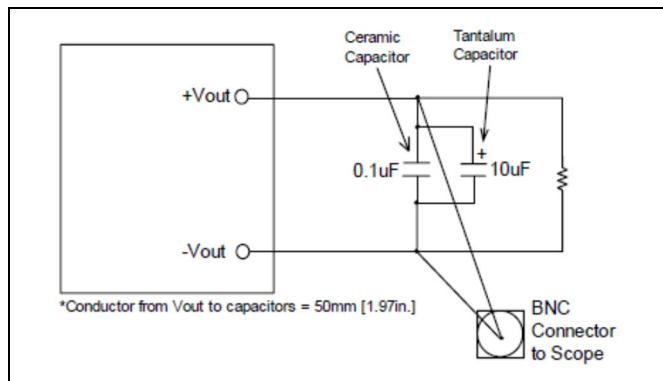 Ceramic
Capacitor
Tantalum
Capacitor
+Vout
+
0.1uF
10uF
-Vout
*Conductor from Vout to capacitors = 50mm [1.97in.]
BNC
Connector
to Scope